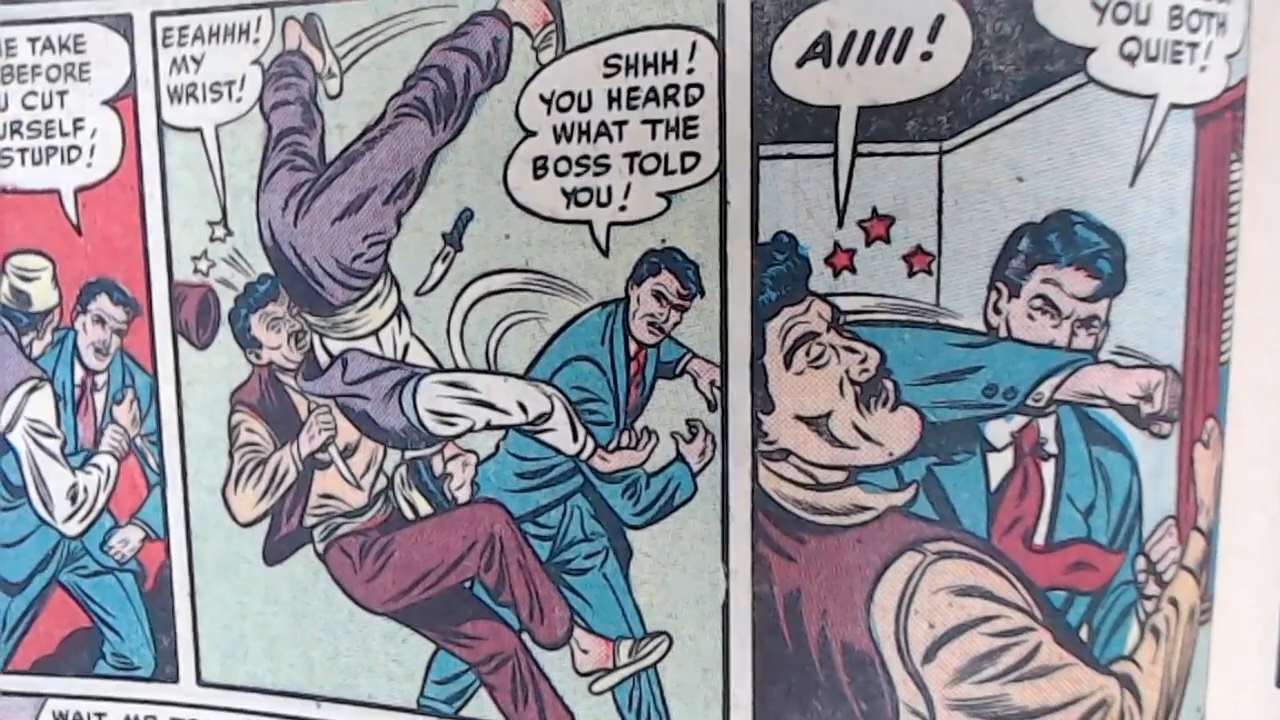 TAKE
BEFORE
CUT
STUPID!
EEAHHH!
MY
WRIST!
SHHH!
YOU HEARD
WHAT THE
BOSS TOLD
YOU!
AIIII!
YOU BOTH
QUIET!
WAIT